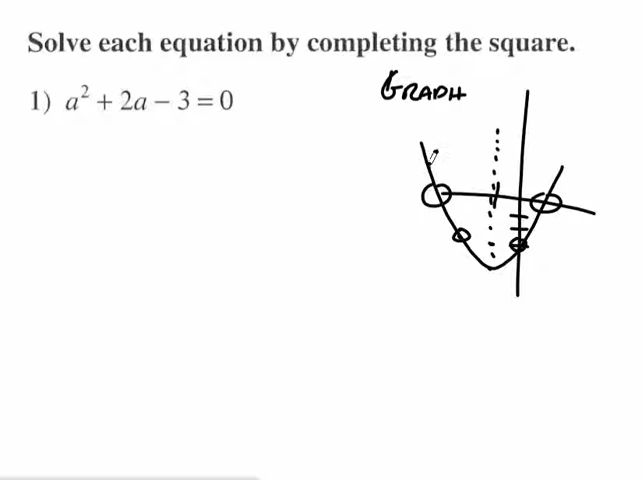 Solve each equation by completing the square.
1) a² + 2a − 3 = 0
GRAPH